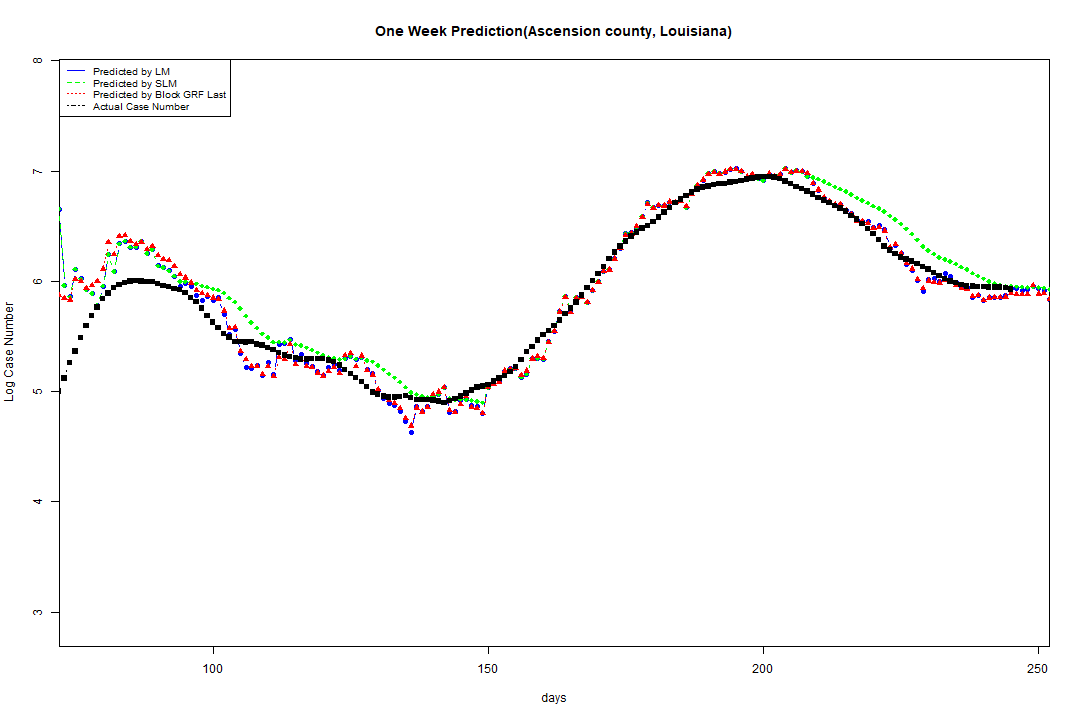 One Week Prediction(Ascension county, Louisiana)
Predicted by LM
Predicted by SLM
Predicted by Block GRF Last
Actual Case Number
8
7
6
5
4
3
Log Case Number
100
150
200
250
days